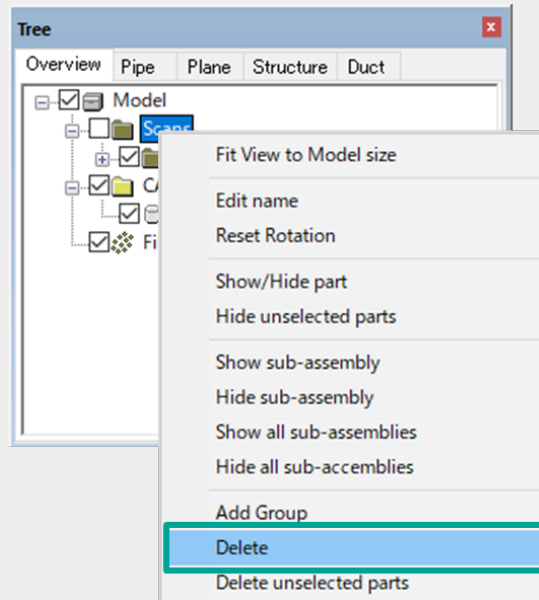 Tree
Overview Pipe Plane Structure Duct
Model
Scans
Fit View to Model size
Edit name
Reset Rotation
Show/Hide part
Hide unselected parts
Show sub-assembly
Hide sub-assembly
Show all sub-assemblies
Hide all sub-accemblies
Add Group
Delete
Delete unselected parts